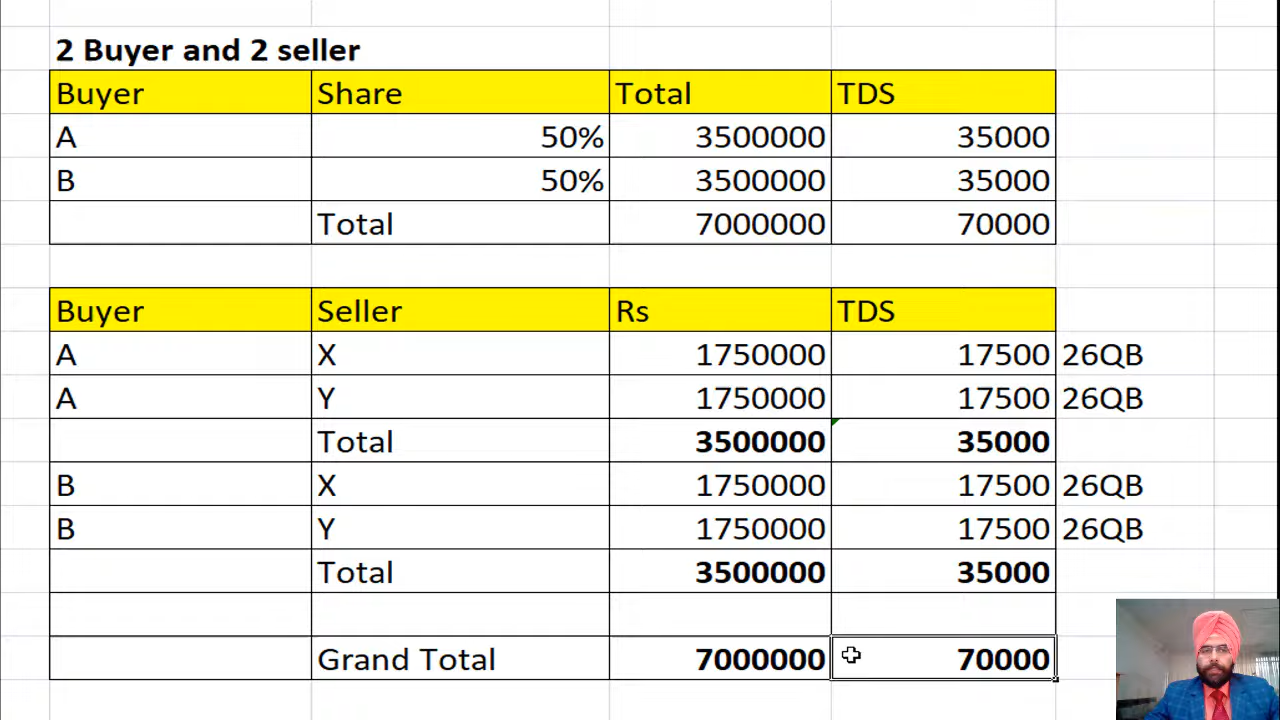 2 Buyer and 2 seller
Buyer Share Total TDS
A 50% 3500000 35000
B 50% 3500000 35000
Total 7000000 70000
Buyer Seller Rs TDS
A X 1750000 17500 26QB
A Y 1750000 17500 26QB
Total 3500000 35000
B X 1750000 17500 26QB
B Y 1750000 17500 26QB
Total 3500000 35000
Grand Total 7000000 70000